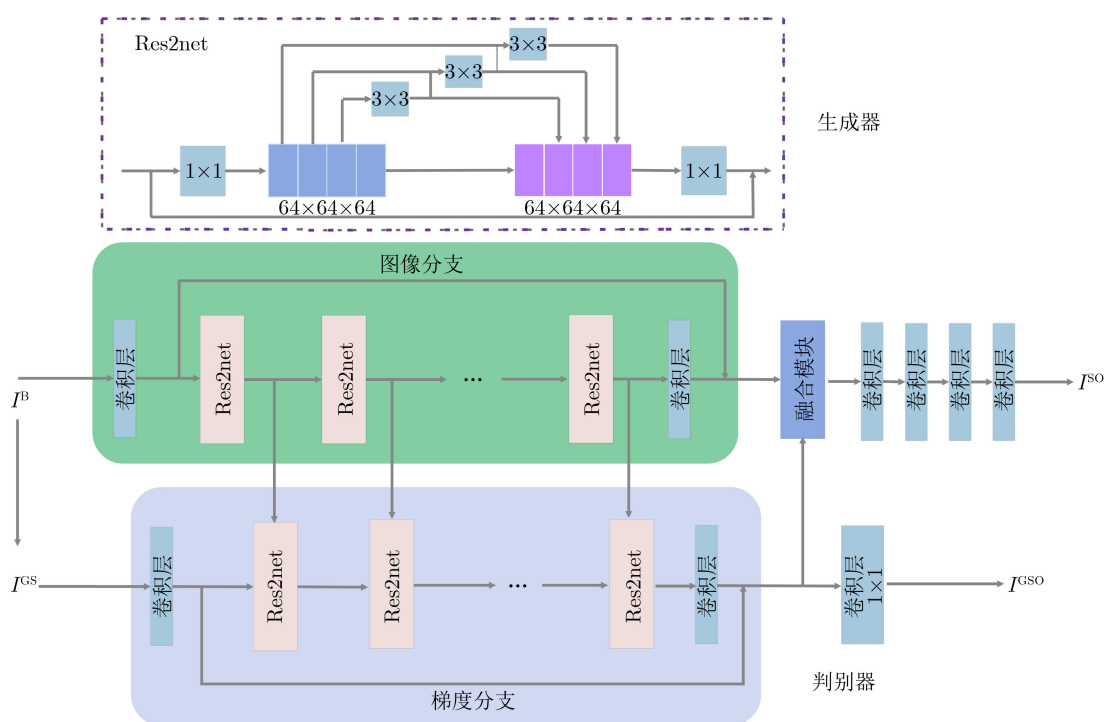 Res2net
3×3
3×3
3×3
生成器
1×1
1×1
64×64×64
64×64×64
图像分支
卷积层
Res2net
Res2net
...
Res2net
卷积层
融合模块
卷积层
卷积层
卷积层
卷积层
I^B
I^SO
I^GS
卷积层
Res2net
Res2net
...
Res2net
卷积层
卷积层
1×1
I^GSO
梯度分支
判别器